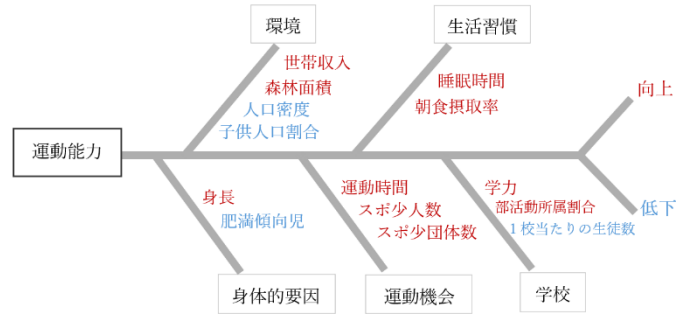 環境
生活習慣
世帯収入
森林面積
人口密度
子供人口割合
睡眠時間
朝食摂取率
向上
運動能力
身長
肥満傾向児
運動時間
スポ少人数
スポ少団体数
学力
部活動所属割合
1校当たりの生徒数
低下
身体的要因
運動機会
学校